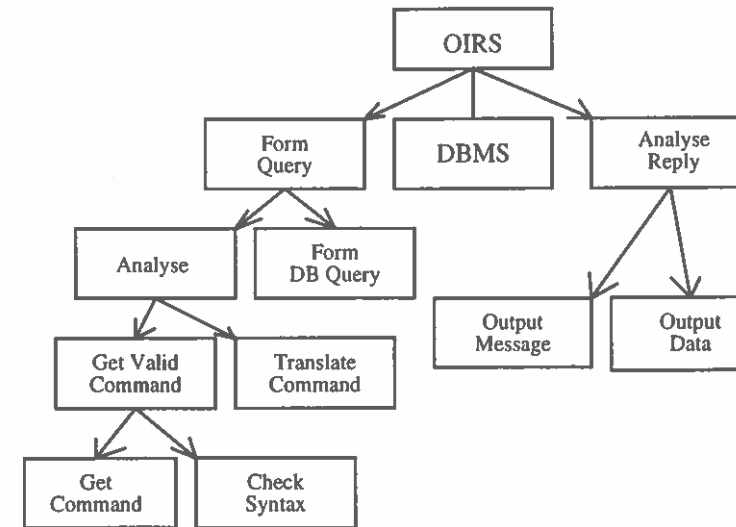 OIRS
Form
Query
DBMS
Analyse
Reply
Analyse
Form
DB Query
Output
Message
Output
Data
Get Valid
Command
Translate
Command
Get
Command
Check
Syntax